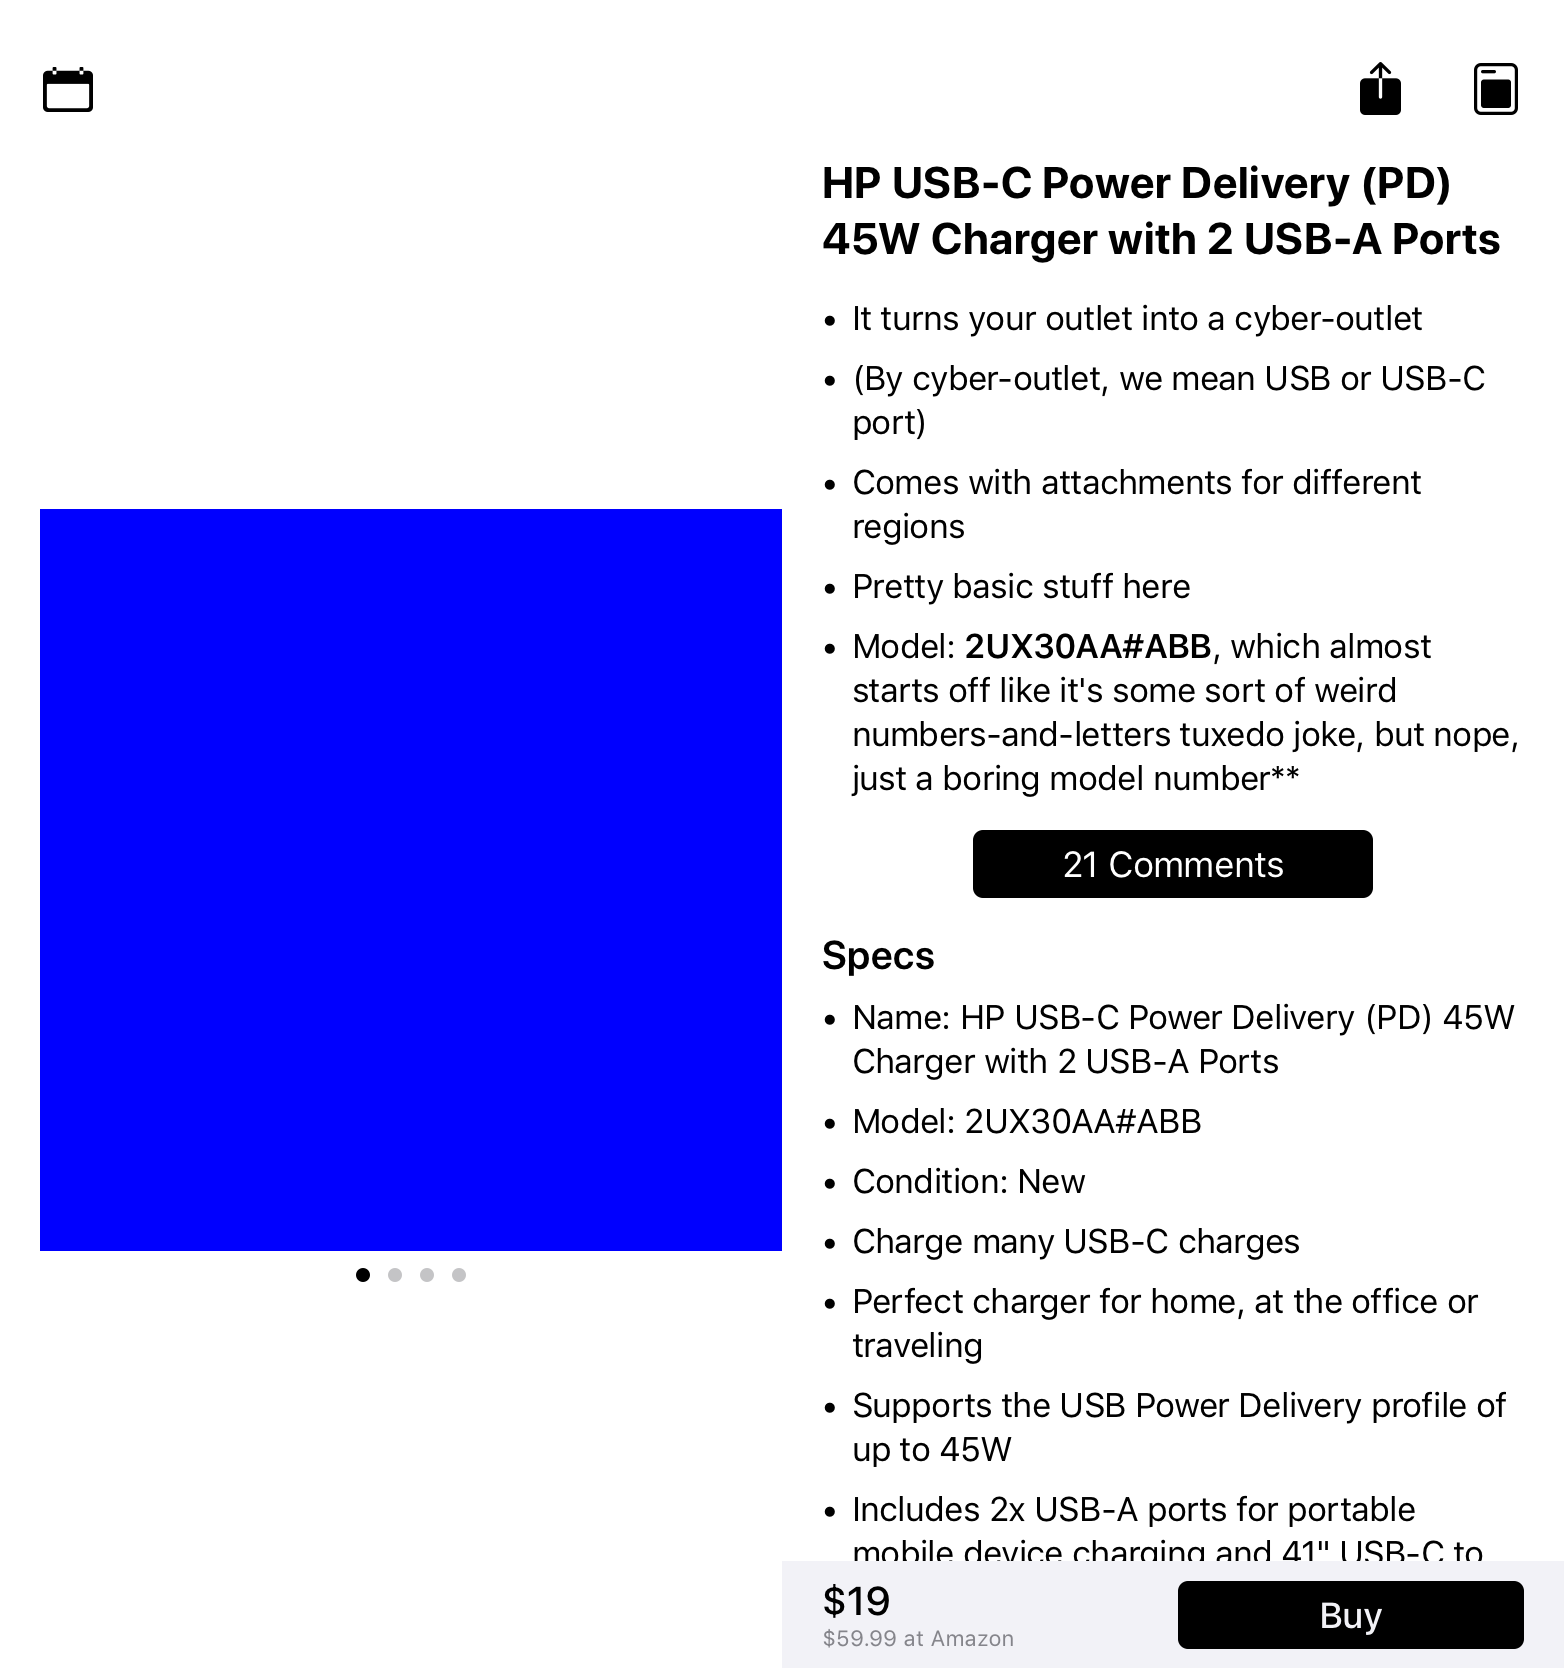 HP USB-C Power Delivery (PD)
45W Charger with 2 USB-A Ports
• It turns your outlet into a cyber-outlet
• (By cyber-outlet, we mean USB or USB-C
port)
• Comes with attachments for different
regions
• Pretty basic stuff here
• Model: 2UX30AA#ABB, which almost
starts off like it's some sort of weird
numbers-and-letters tuxedo joke, but nope,
just a boring model number**
21 Comments
Specs
• Name: HP USB-C Power Delivery (PD) 45W
Charger with 2 USB-A Ports
• Model: 2UX30AA#ABB
• Condition: New
• Charge many USB-C charges
• Perfect charger for home, at the office or
traveling
• Supports the USB Power Delivery profile of
up to 45W
• Includes 2x USB-A ports for portable
mobile device charging and 41" USB-C to
$19
$59.99 at Amazon
Buy